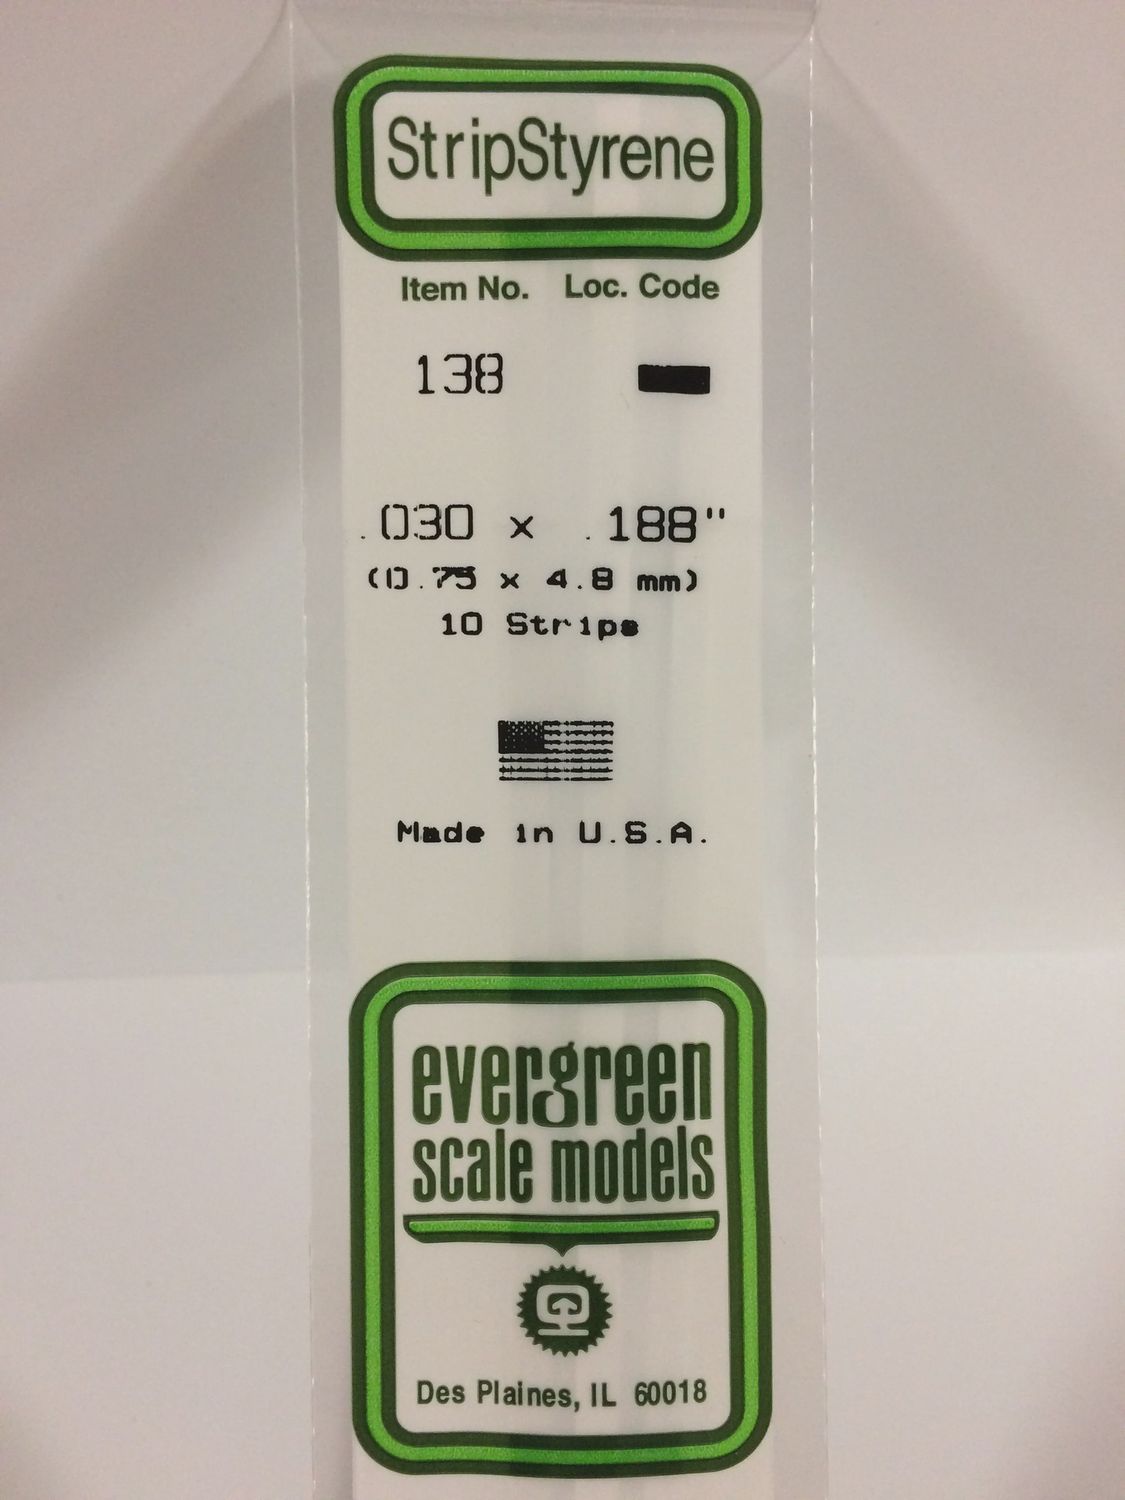 StripStyrene
Item No. Loc. Code
138
.030 x .188"
(0.75 x 4.8 mm)
10 Strips
Made in U.S.A.
evergreen
scale models
Des Plaines, IL 60018